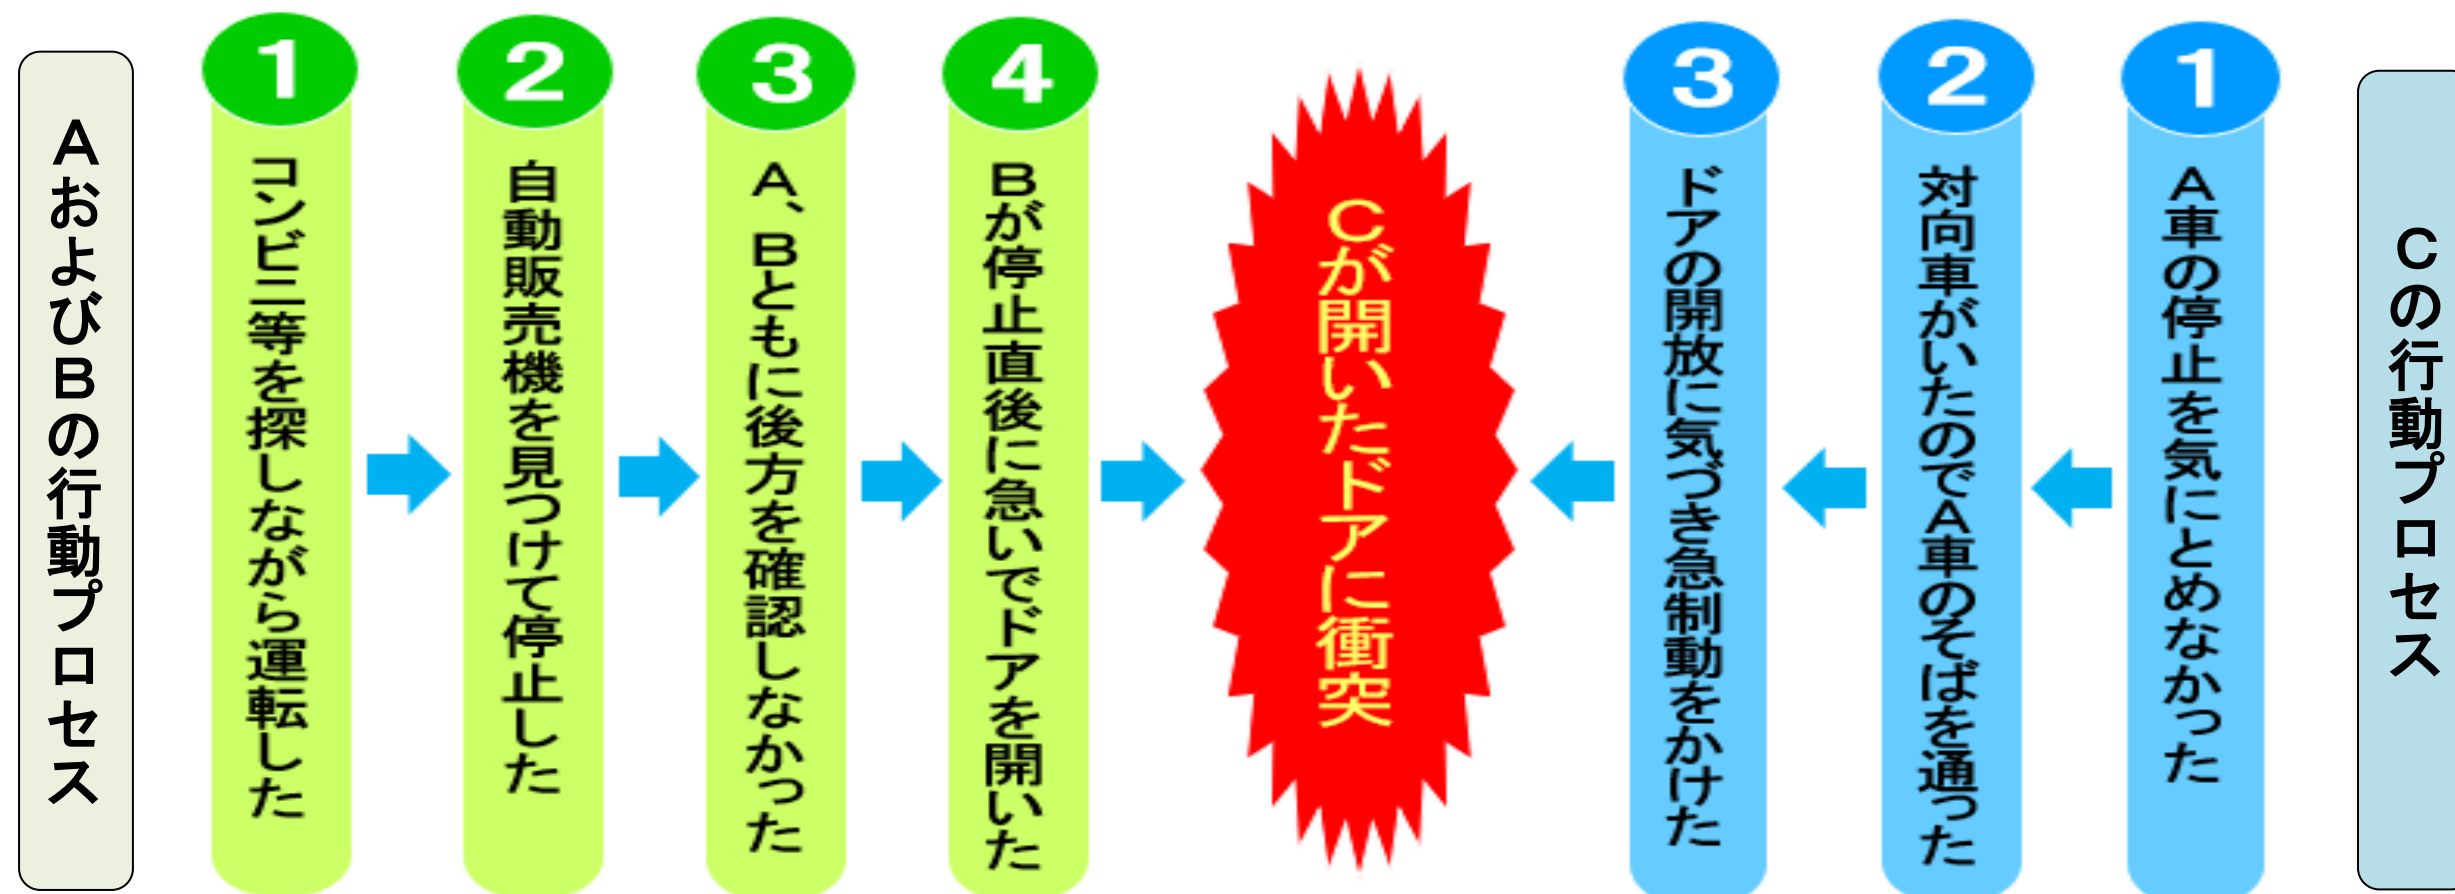 AおよびBの行動プロセス
1
コンビニ等を探しながら運転した
2
自動販売機を見つけて停止した
3
A、Bともに後方を確認しなかった
4
Bが停止直後に急いでドアを開いた
Cが開いたドアに衝突
3
ドアの開放に気づき急制動をかけた
2
対向車がいたのでA車のそばを通った
1
A車の停止を気にとめなかった
Cの行動プロセス